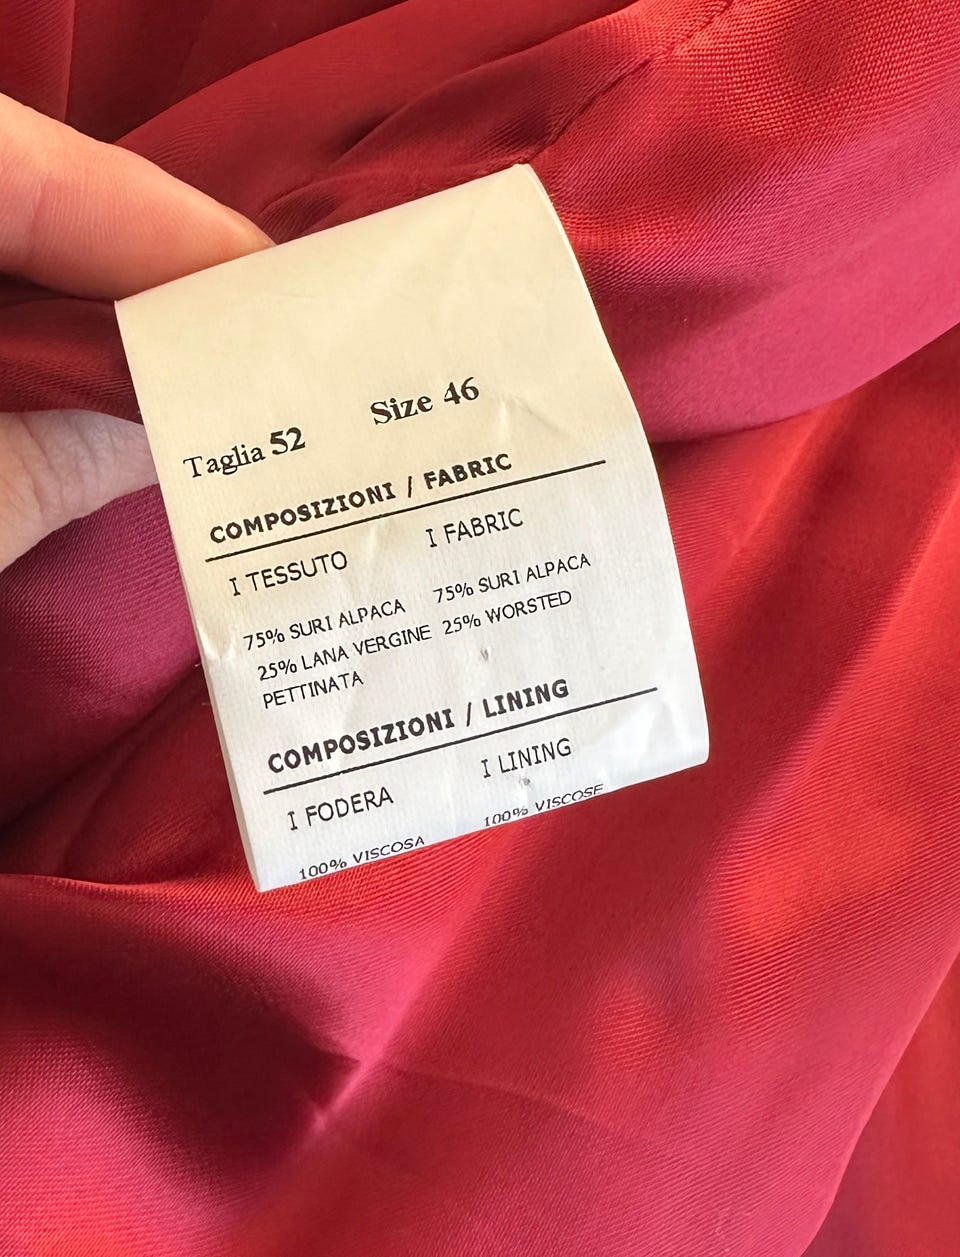 Taglia 52 Size 46
COMPOSIZIONI / FABRIC
I TESSUTO I FABRIC
75% SURI ALPACA 75% SURI ALPACA
25% LANA VERGINE 25% WORSTED
PETTINATA
COMPOSIZIONI / LINING
I FODERA I LINING
100% VISCOSA 100% VISCOSE